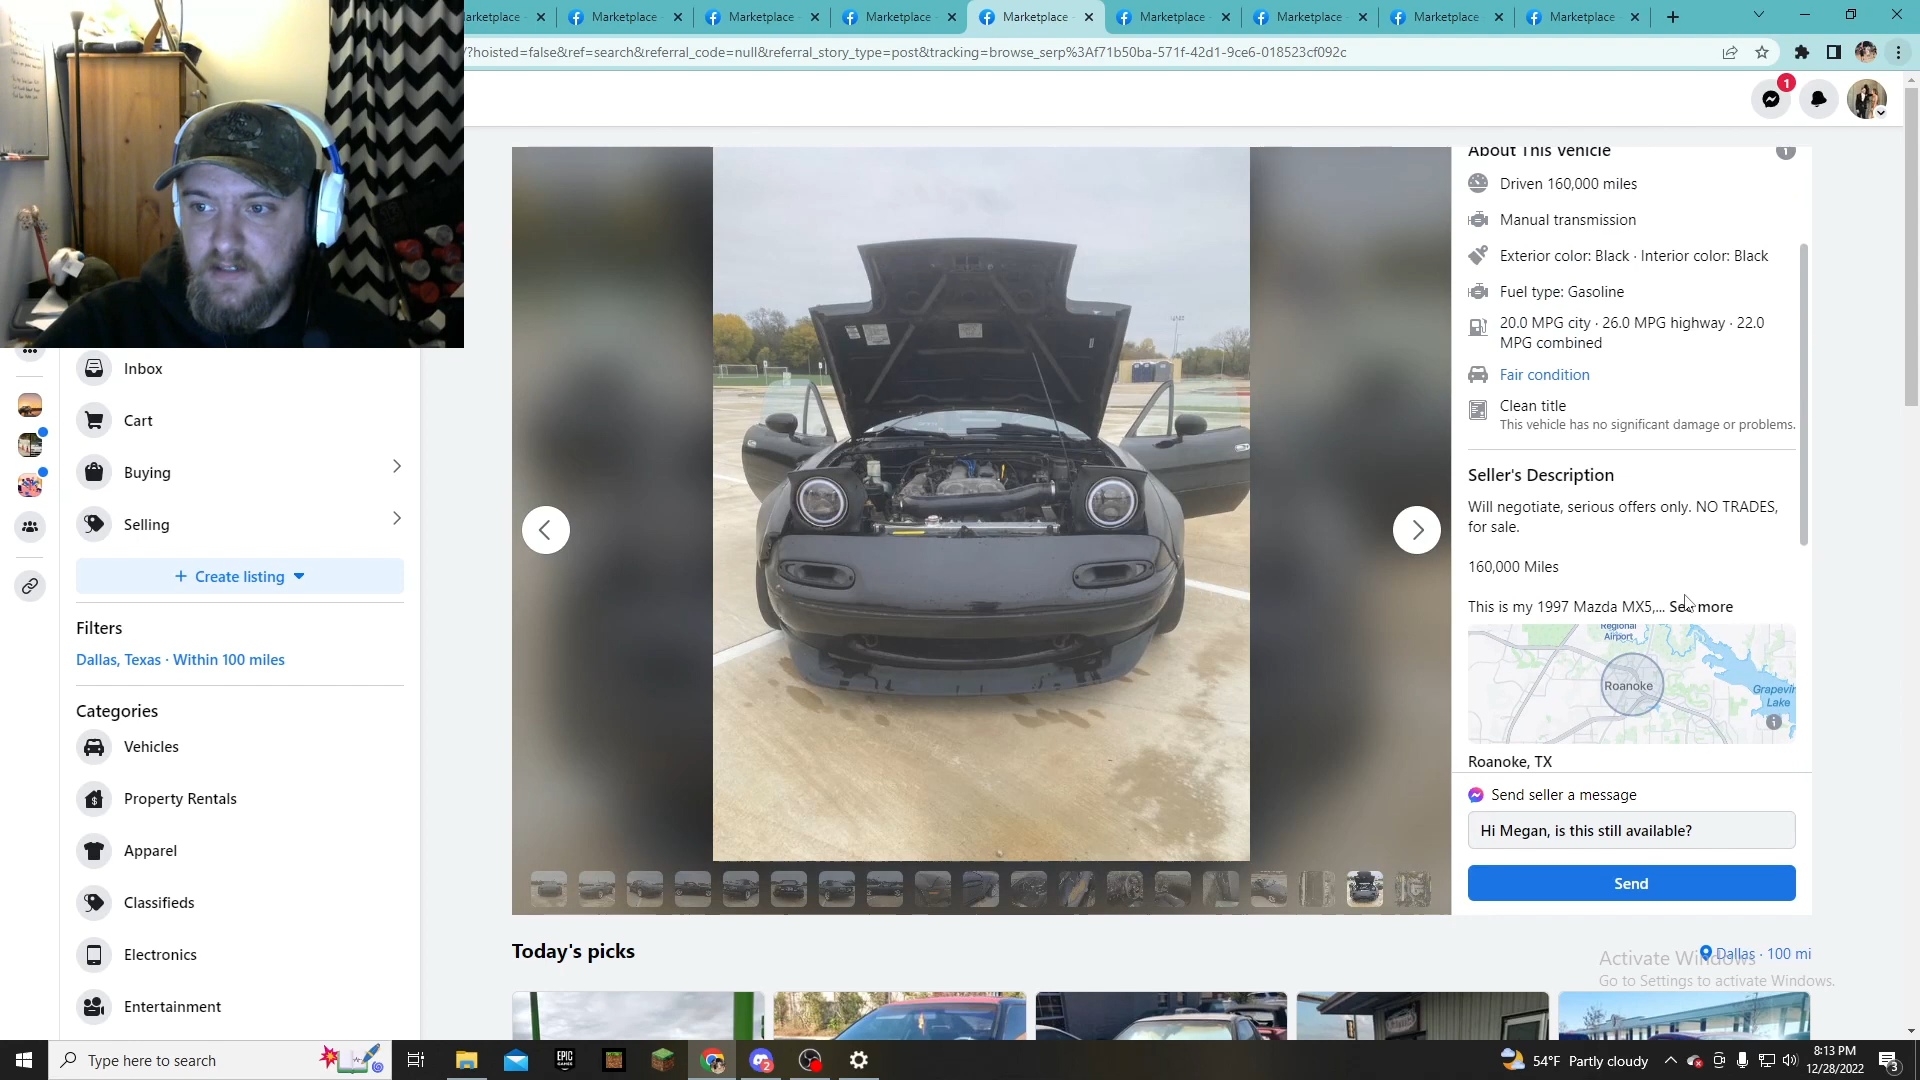 arketplace
Marketplace
Marketplace
Marketplace
Marketplace
Marketplace
Marketplace
Marketplace
Marketplace
/?hoisted=false&ref=search&referral_code=null&referral_story_type=post&tracking=browse_serp%3Af71b50ba-571f-42d1-9ce6-018523cf092c
1
About This Vehicle
Driven 160,000 miles
Manual transmission
Exterior color: Black · Interior color: Black
Fuel type: Gasoline
20.0 MPG city · 26.0 MPG highway · 22.0
MPG combined
Fair condition
Clean title
This vehicle has no significant damage or problems.
Seller's Description
Will negotiate, serious offers only. NO TRADES,
for sale.
160,000 Miles
This is my 1997 Mazda MX5,... See more
Regional
Airport
Roanoke
Grapevin
Lake
Roanoke, TX
Send seller a message
Hi Megan, is this still available?
Send
Inbox
Cart
Buying
Selling
+ Create listing
Filters
Dallas, Texas · Within 100 miles
Categories
Vehicles
Property Rentals
Apparel
Classifieds
Electronics
Entertainment
Today's picks
Dallas · 100 mi
Activate Windows
Go to Settings to activate Windows.
Type here to search
EPIC
GAMES
2
54°F Partly cloudy
8:13 PM
12/28/2022
3